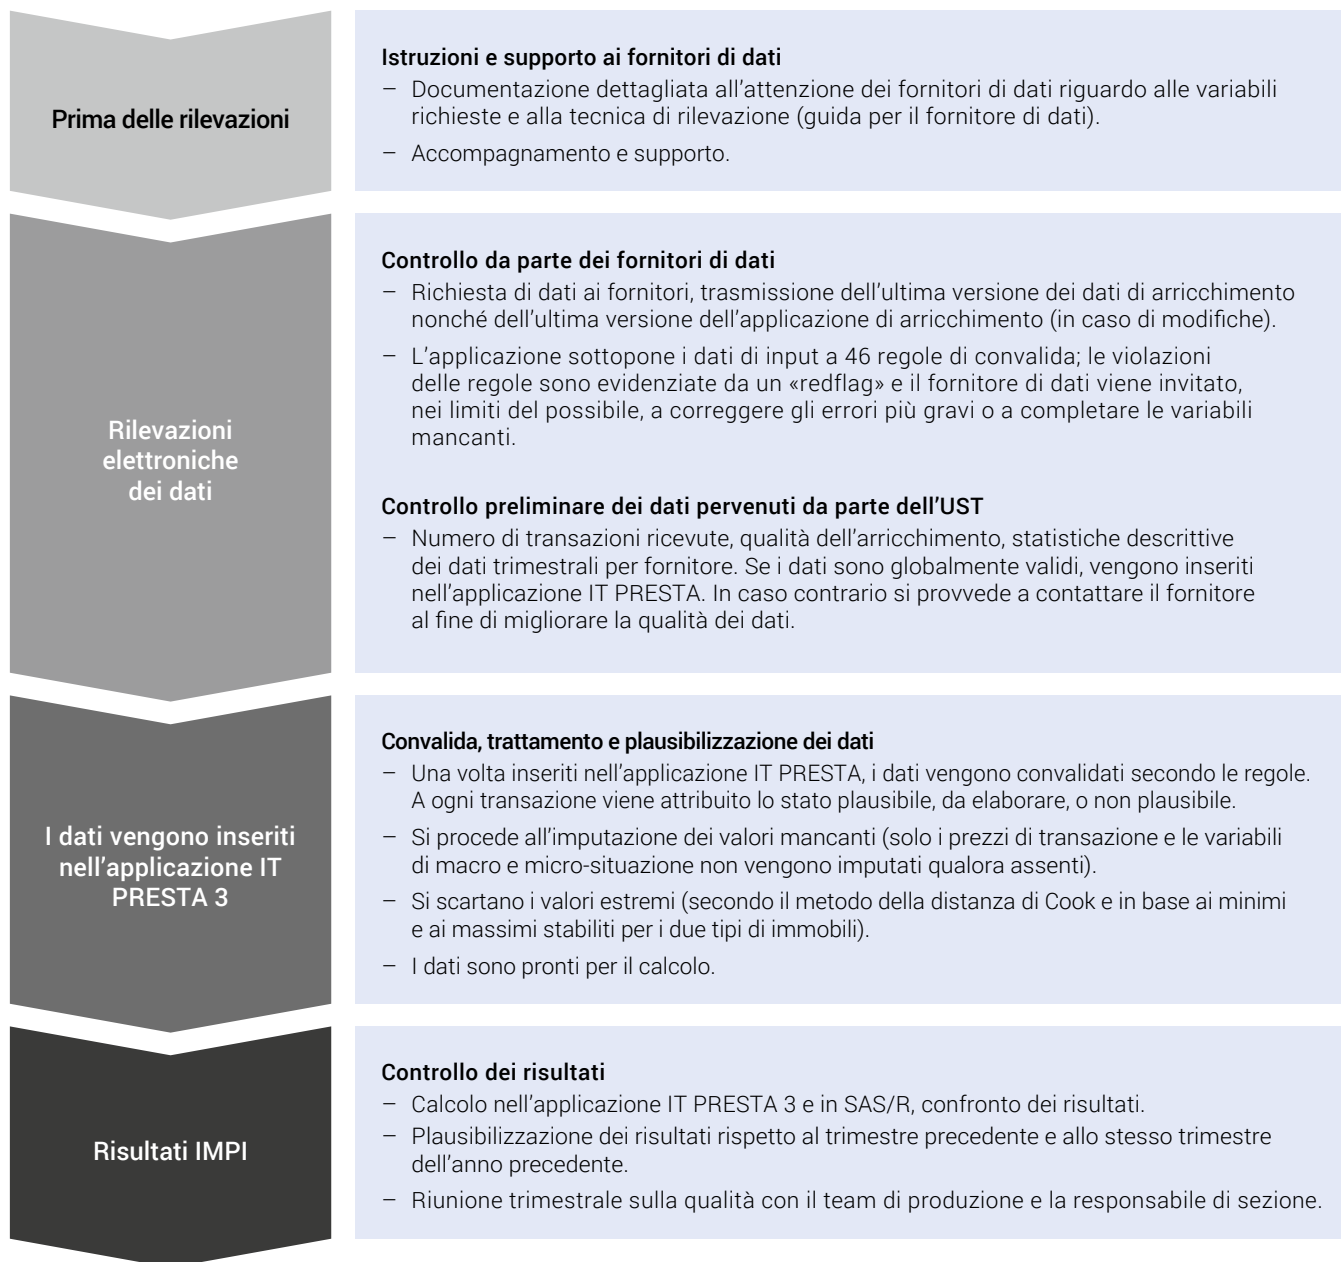 Prima delle rilevazioni
Istruzioni e supporto ai fornitori di dati
– Documentazione dettagliata all’attenzione dei fornitori di dati riguardo alle variabili
richieste e alla tecnica di rilevazione (guida per il fornitore di dati).
– Accompagnamento e supporto.
Rilevazioni
elettroniche
dei dati
Controllo da parte dei fornitori di dati
– Richiesta di dati ai fornitori, trasmissione dell’ultima versione dei dati di arricchimento
nonché dell’ultima versione dell’applicazione di arricchimento (in caso di modifiche).
– L’applicazione sottopone i dati di input a 46 regole di convalida; le violazioni
delle regole sono evidenziate da un «redflag» e il fornitore di dati viene invitato,
nei limiti del possibile, a correggere gli errori più gravi o a completare le variabili
mancanti.
Controllo preliminare dei dati pervenuti da parte dell’UST
– Numero di transazioni ricevute, qualità dell’arricchimento, statistiche descrittive
dei dati trimestrali per fornitore. Se i dati sono globalmente validi, vengono inseriti
nell’applicazione IT PRESTA. In caso contrario si provvede a contattare il fornitore
al fine di migliorare la qualità dei dati.
I dati vengono inseriti
nell’applicazione IT
PRESTA 3
Convalida, trattamento e plausibilizzazione dei dati
– Una volta inseriti nell’applicazione IT PRESTA, i dati vengono convalidati secondo le regole.
A ogni transazione viene attribuito lo stato plausibile, da elaborare, o non plausibile.
– Si procede all’imputazione dei valori mancanti (solo i prezzi di transazione e le variabili
di macro e micro-situazione non vengono imputati qualora assenti).
– Si scartano i valori estremi (secondo il metodo della distanza di Cook e in base ai minimi
e ai massimi stabiliti per i due tipi di immobili).
– I dati sono pronti per il calcolo.
Risultati IMPI
Controllo dei risultati
– Calcolo nell’applicazione IT PRESTA 3 e in SAS/R, confronto dei risultati.
– Plausibilizzazione dei risultati rispetto al trimestre precedente e allo stesso trimestre
dell’anno precedente.
– Riunione trimestrale sulla qualità con il team di produzione e la responsabile di sezione.